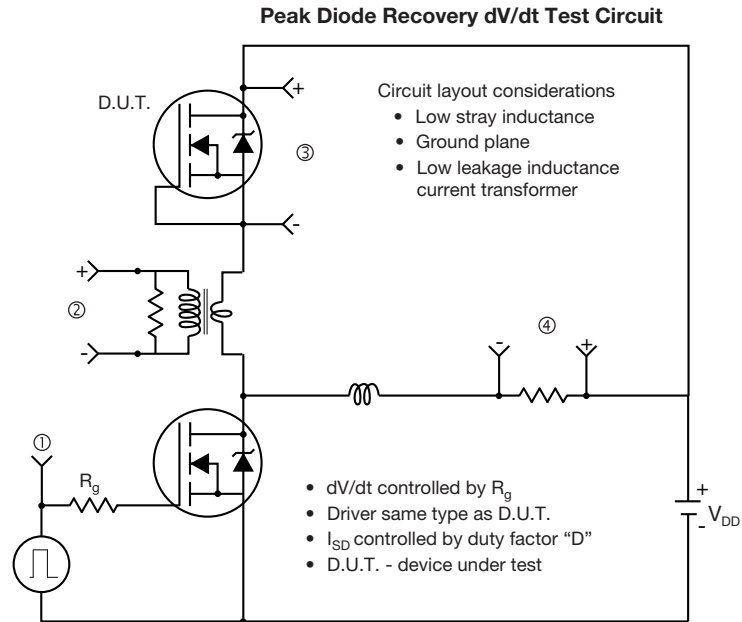 Peak Diode Recovery dV/dt Test Circuit
D.U.T.
+
③
-
Circuit layout considerations
• Low stray inductance
• Ground plane
• Low leakage inductance
current transformer
+
②
-
④
-
+
①
Rg
• dV/dt controlled by Rg
• Driver same type as D.U.T.
• ISD controlled by duty factor “D”
• D.U.T. - device under test
+
VDD
-